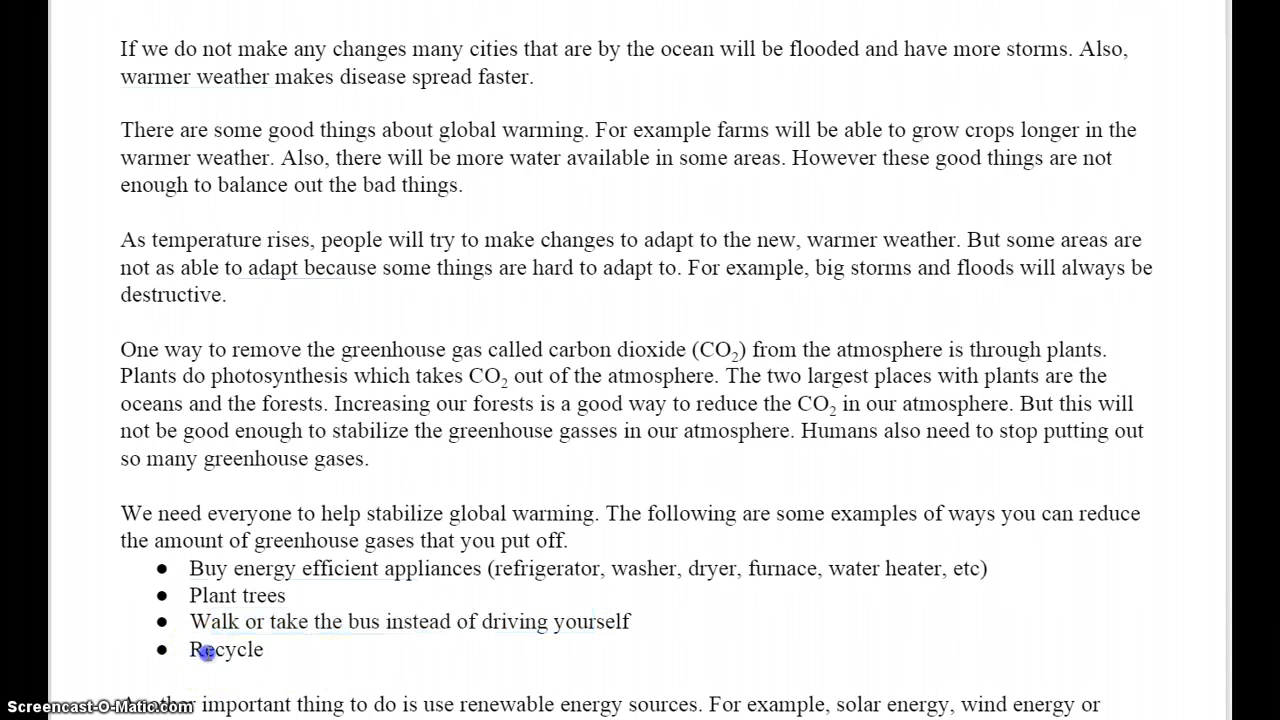 If we do not make any changes many cities that are by the ocean will be flooded and have more storms. Also,
warmer weather makes disease spread faster.
There are some good things about global warming. For example farms will be able to grow crops longer in the
warmer weather. Also, there will be more water available in some areas. However these good things are not
enough to balance out the bad things.
As temperature rises, people will try to make changes to adapt to the new, warmer weather. But some areas are
not as able to adapt because some things are hard to adapt to. For example, big storms and floods will always be
destructive.
One way to remove the greenhouse gas called carbon dioxide (CO₂) from the atmosphere is through plants.
Plants do photosynthesis which takes CO₂ out of the atmosphere. The two largest places with plants are the
oceans and the forests. Increasing our forests is a good way to reduce the CO₂ in our atmosphere. But this will
not be good enough to stabilize the greenhouse gasses in our atmosphere. Humans also need to stop putting out
so many greenhouse gases.
We need everyone to help stabilize global warming. The following are some examples of ways you can reduce
the amount of greenhouse gases that you put off.
● Buy energy efficient appliances (refrigerator, washer, dryer, furnace, water heater, etc)
● Plant trees
● Walk or take the bus instead of driving yourself
● Recycle
Another important thing to do is use renewable energy sources. For example, solar energy, wind energy or
Screencast-O-Matic.com